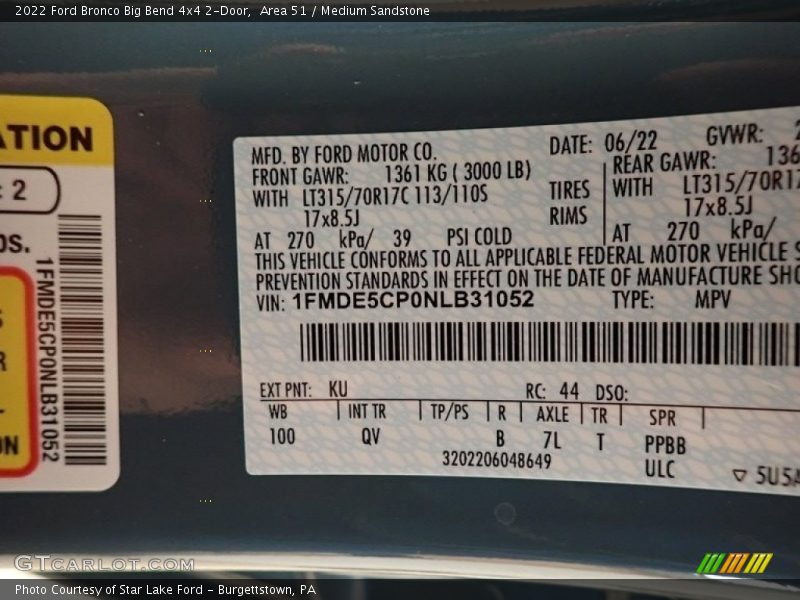 2022 Ford Bronco Big Bend 4x4 2-Door, Area 51 / Medium Sandstone
ATION
: 2
1FMDE5CP0NLB31052
MFD. BY FORD MOTOR CO.
DATE: 06/22 GVWR:
FRONT GAWR: 1361 KG ( 3000 LB)
REAR GAWR: 136
WITH LT315/70R17C 113/110S TIRES
WITH LT315/70R17
17x8.5J RIMS
17x8.5J
AT 270 kPa/ 39 PSI COLD
AT 270 kPa/
THIS VEHICLE CONFORMS TO ALL APPLICABLE FEDERAL MOTOR VEHICLE S
PREVENTION STANDARDS IN EFFECT ON THE DATE OF MANUFACTURE SHO
VIN: 1FMDE5CP0NLB31052 TYPE: MPV
EXT PNT: KU RC: 44 DSO:
WB INT TR TP/PS R AXLE TR SPR
100 QV B 7L T PPBB
3202206048649 ULC ▽ 5U5A
GTCARLOT.COM
Photo Courtesy of Star Lake Ford - Burgettstown, PA